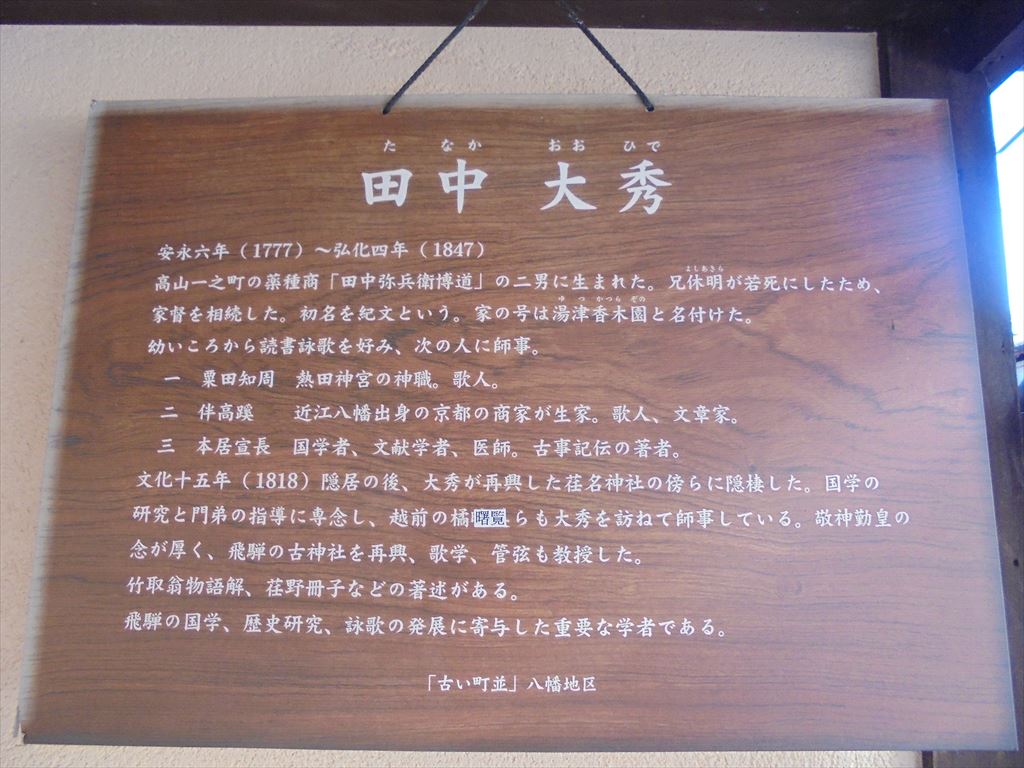 た なか おお ひで
田中 大秀
安永六年（1777）～弘化四年（1847）
高山一之町の薬種商「田中弥兵衛博道」の二男に生まれた。兄休明が若死にしたため、
よしあきら
家督を相続した。初名を紀文という。家の号は湯津香木園と名付けた。
ゆ つ かつら ぞの
幼いころから読書詠歌を好み、次の人に師事。
一 粟田知周 熱田神宮の神職。歌人。
二 伴高蹊 近江八幡出身の京都の商家が生家。歌人、文章家。
三 本居宣長 国学者、文献学者、医師。古事記伝の著者。
文化十五年（1818）隠居の後、大秀が再興した荏名神社の傍らに隠棲した。国学の
研究と門弟の指導に専念し、越前の橘曙覧らも大秀を訪ねて師事している。敬神勤皇の
念が厚く、飛騨の古神社を再興、歌学、管弦も教授した。
竹取翁物語解、荏野冊子などの著述がある。
飛騨の国学、歴史研究、詠歌の発展に寄与した重要な学者である。
「古い町並」八幡地区